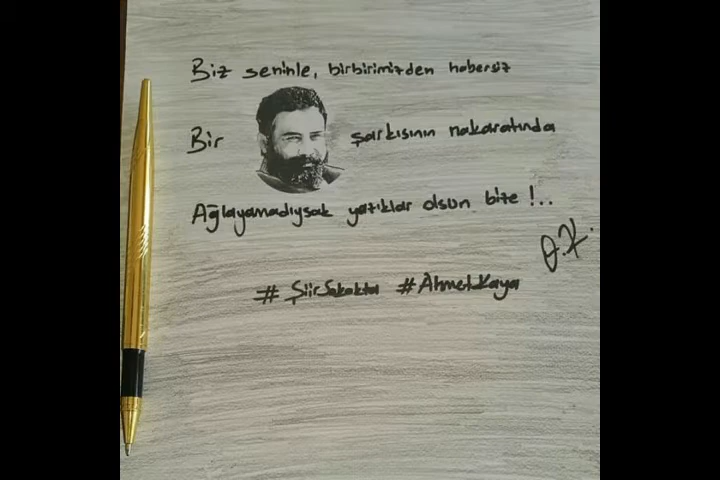 Biz seninle, birbirimizden habersiz
Bir şarkısının nakaratında
Ağlayamadıysak yazıklar olsun bize !..
O.K.
#ŞiirSokakta #AhmetKaya